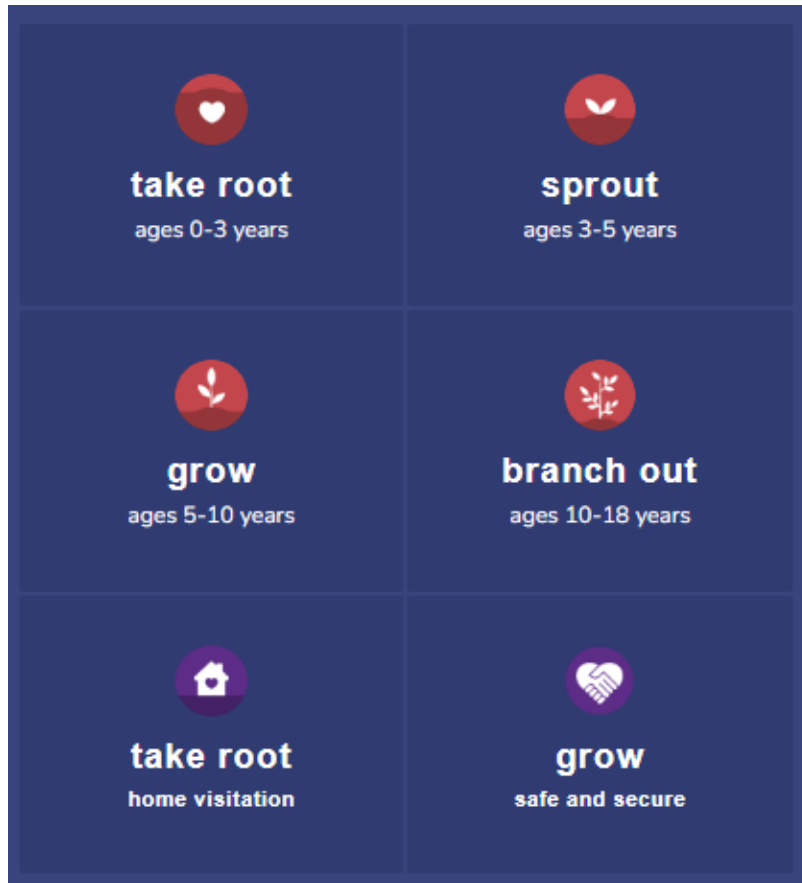 take root
ages 0-3 years
sprout
ages 3-5 years
grow
ages 5-10 years
branch out
ages 10-18 years
take root
home visitation
grow
safe and secure